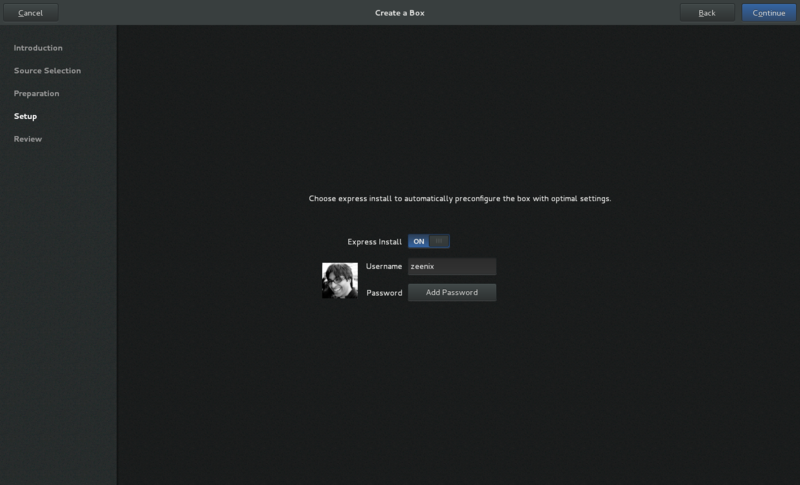 Cancel
Create a Box
Back
Continue
Introduction
Source Selection
Preparation
Setup
Review
Choose express install to automatically preconfigure the box with optimal settings.
Express Install ON
Username zeenix
Password Add Password